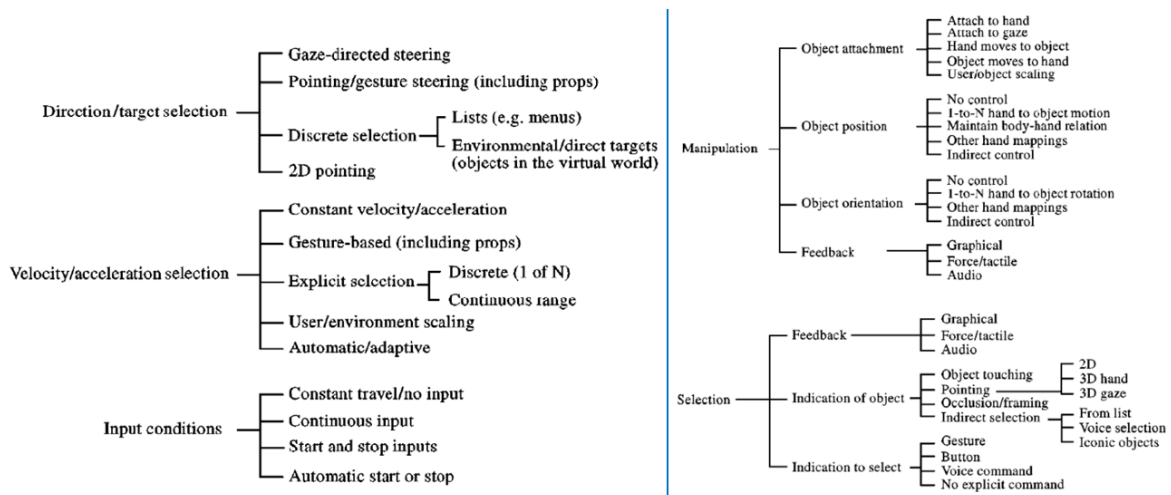 Direction/target selection
Gaze-directed steering
Pointing/gesture steering (including props)
Discrete selection
Lists (e.g. menus)
Environmental/direct targets
(objects in the virtual world)
2D pointing
Velocity/acceleration selection
Constant velocity/acceleration
Gesture-based (including props)
Explicit selection
Discrete (1 of N)
Continuous range
User/environment scaling
Automatic/adaptive
Input conditions
Constant travel/no input
Continuous input
Start and stop inputs
Automatic start or stop
Manipulation
Object attachment
Attach to hand
Attach to gaze
Hand moves to object
Object moves to hand
User/object scaling
Object position
No control
1-to-N hand to object motion
Maintain body-hand relation
Other hand mappings
Indirect control
Object orientation
No control
1-to-N hand to object rotation
Other hand mappings
Indirect control
Feedback
Graphical
Force/tactile
Audio
Selection
Feedback
Graphical
Force/tactile
Audio
Indication of object
Object touching
Pointing
2D
3D hand
3D gaze
Occlusion/framing
Indirect selection
From list
Voice selection
Iconic objects
Indication to select
Gesture
Button
Voice command
No explicit command